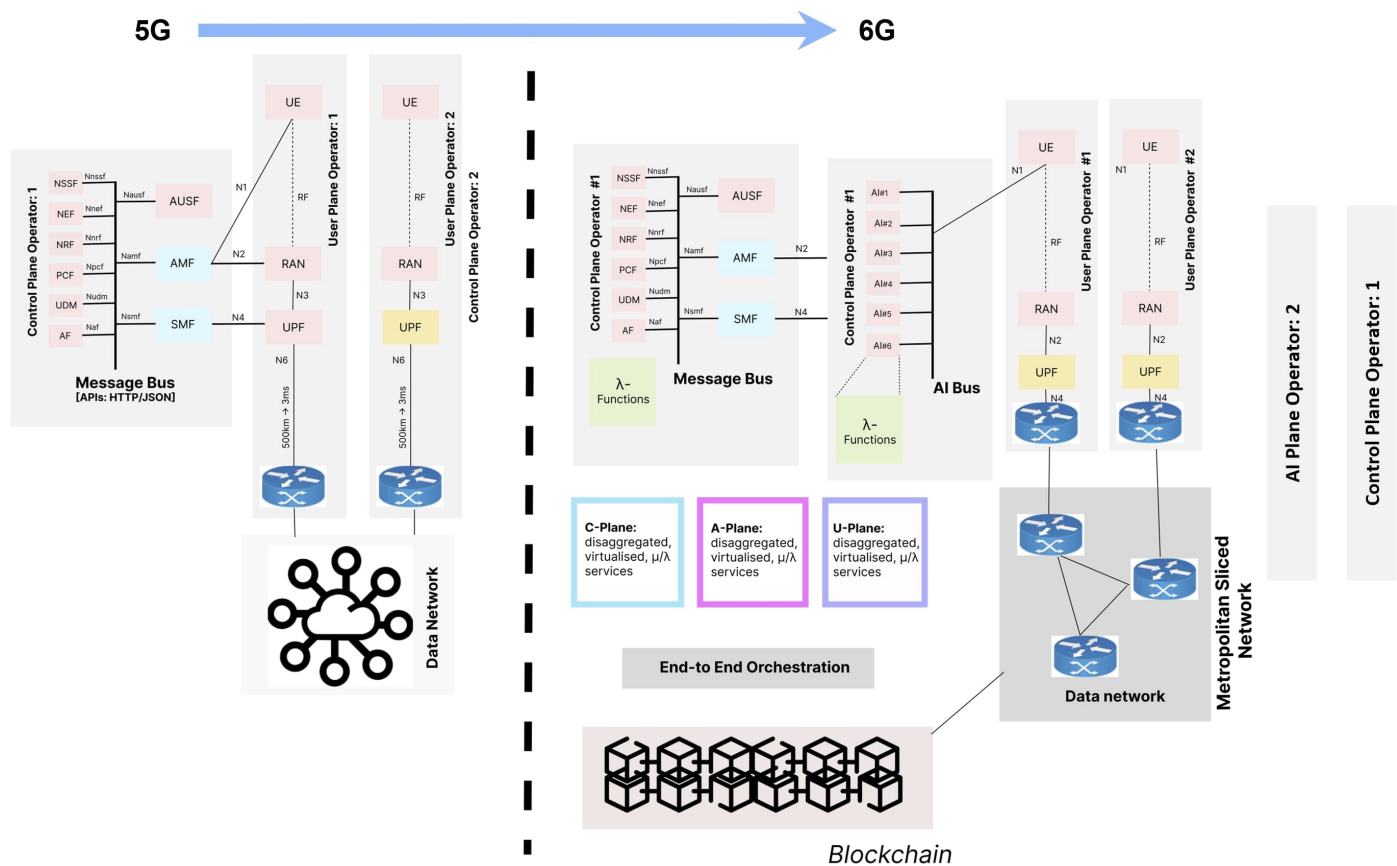 5G
6G
Control Plane Operator: 1
NSSF
Nnssf
NEF
Nnef
NRF
Nnrf
PCF
Npcf
UDM
Nudm
AF
Naf
Nausf
AUSF
Namf
AMF
Nsmf
SMF
Message Bus
[APIs: HTTP/JSON]
N1
N2
N4
UE
RF
RAN
N3
UPF
N6
500km → 3ms
User Plane Operator: 1
UE
RF
RAN
N3
UPF
N6
500km → 3ms
User Plane Operator: 2
Control Plane Operator: 2
Data Network
Control Plane Operator #1
NSSF
Nnssf
NEF
Nnef
NRF
Nnrf
PCF
Npcf
UDM
Nudm
AF
Naf
Nausf
AUSF
Namf
AMF
Nsmf
SMF
λ-
Functions
Message Bus
N2
N4
Control Plane Operator #1
AI#1
AI#2
AI#3
AI#4
AI#5
AI#6
AI Bus
λ-
Functions
N1
UE
RF
RAN
N2
UPF
N4
User Plane Operator #1
N1
UE
RF
RAN
N2
UPF
N4
User Plane Operator #2
AI Plane Operator: 2
Control Plane Operator: 1
C-Plane:
disaggregated,
virtualised, μ/λ
services
A-Plane:
disaggregated,
virtualised, μ/λ
services
U-Plane:
disaggregated,
virtualised, μ/λ
services
End-to End Orchestration
Data network
Metropolitan Sliced
Network
Blockchain